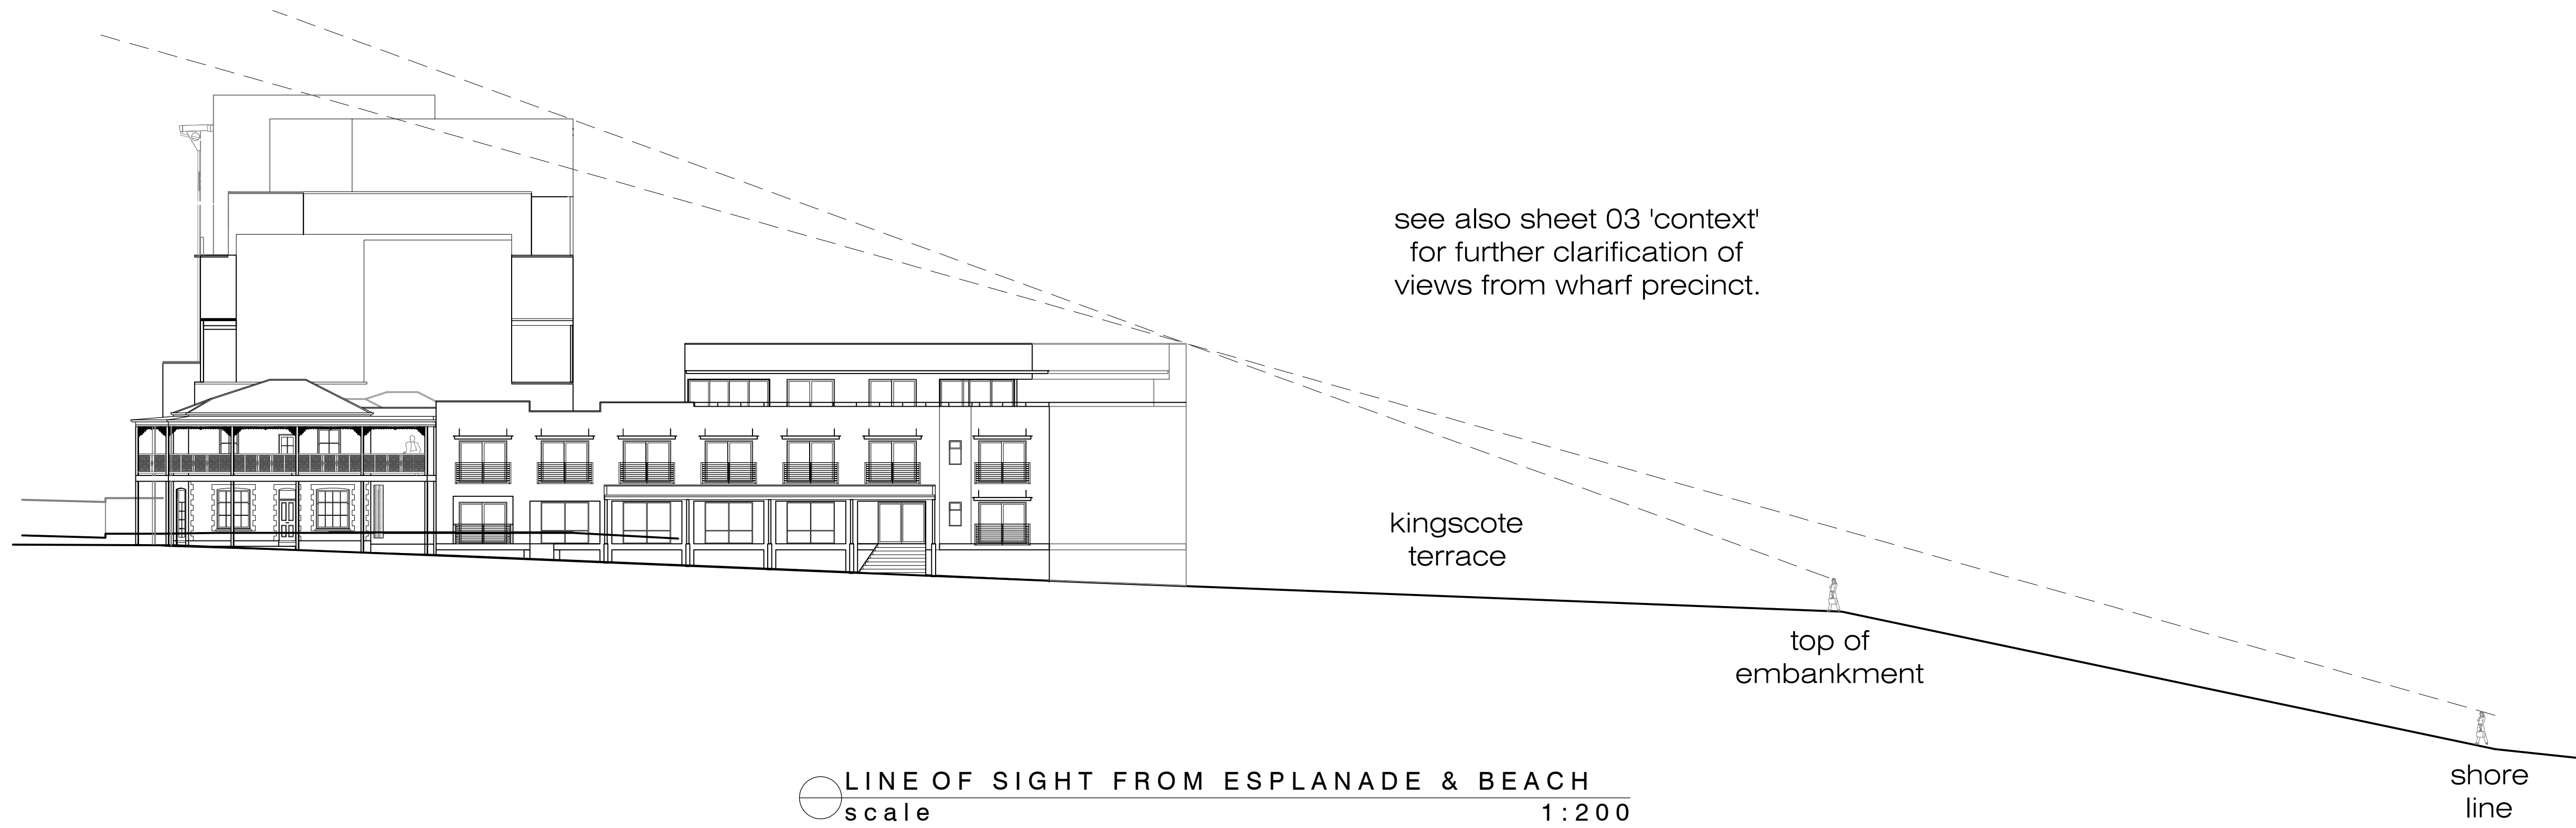 see also sheet 03 'context'
for further clarification of
views from wharf precinct.
kingscote
terrace
top of
embankment
shore
line
LINE OF SIGHT FROM ESPLANADE & BEACH
scale 1:200